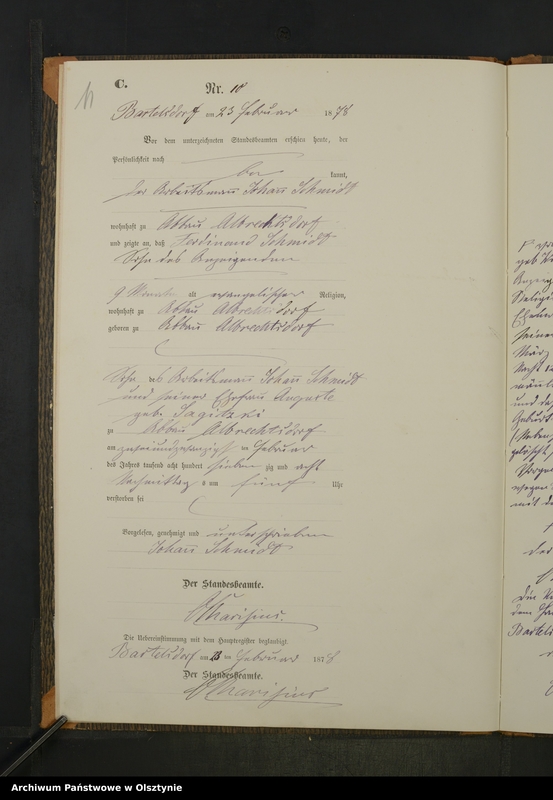 11
C.
Nr. 10
Bartelsdorf am 23 Februar 1878
Vor dem unterzeichneten Standesbeamten erschien heute, der
Persönlichkeit nach
kannt,
der Arbeitsmann Johann Schmidt
wohnhaft zu Abbau Albrechtsdorf
und zeigte an, daß Ferdinand Schmidt
Sohn des Anzeigenden
9 Monate alt evangelischer Religion,
wohnhaft zu Abbau Albrechtsdorf
geboren zu Abbau Albrechtsdorf
Sohn des Arbeitsmann Johann Schmidt
und seiner Ehefrau Auguste
geb. Sagitzki
zu Abbau Albrechtsdorf
am zweiundzwanzigsten Februar
des Jahres tausend acht hundert sieben zig und acht
Nachmittag s um fünf Uhr
verstorben sei
Vorgelesen, genehmigt und unterschrieben
Johann Schmidt
Der Standesbeamte.
Die Uebereinstimmung mit dem Hauptregister beglaubigt.
Bartelsdorf am 23 ten Februar 1878
Der Standesbeamte.
Archiwum Państwowe w Olsztynie